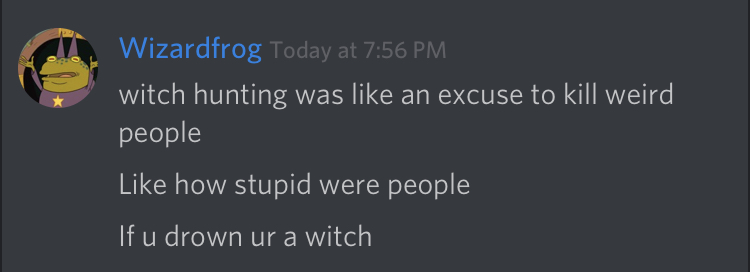 Wizardfrog Today at 7:56 PM
witch hunting was like an excuse to kill weird
people
Like how stupid were people
If u drown ur a witch